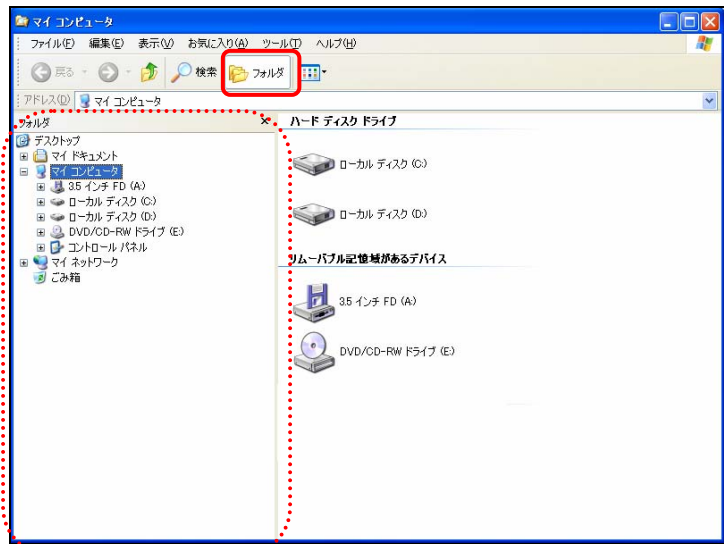 マイ コンピュータ
ファイル(F) 編集(E) 表示(V) お気に入り(A) ツール(T) ヘルプ(H)
戻る 検索 フォルダ
アドレス(D) マイ コンピュータ
フォルダ ×
デスクトップ
マイ ドキュメント
マイ コンピュータ
3.5 インチ FD (A:)
ローカル ディスク (C:)
ローカル ディスク (D:)
DVD/CD-RW ドライブ (E:)
コントロール パネル
マイ ネットワーク
ごみ箱
ハード ディスク ドライブ
ローカル ディスク (C:)
ローカル ディスク (D:)
リムーバブル記憶域があるデバイス
3.5 インチ FD (A:)
DVD/CD-RW ドライブ (E:)